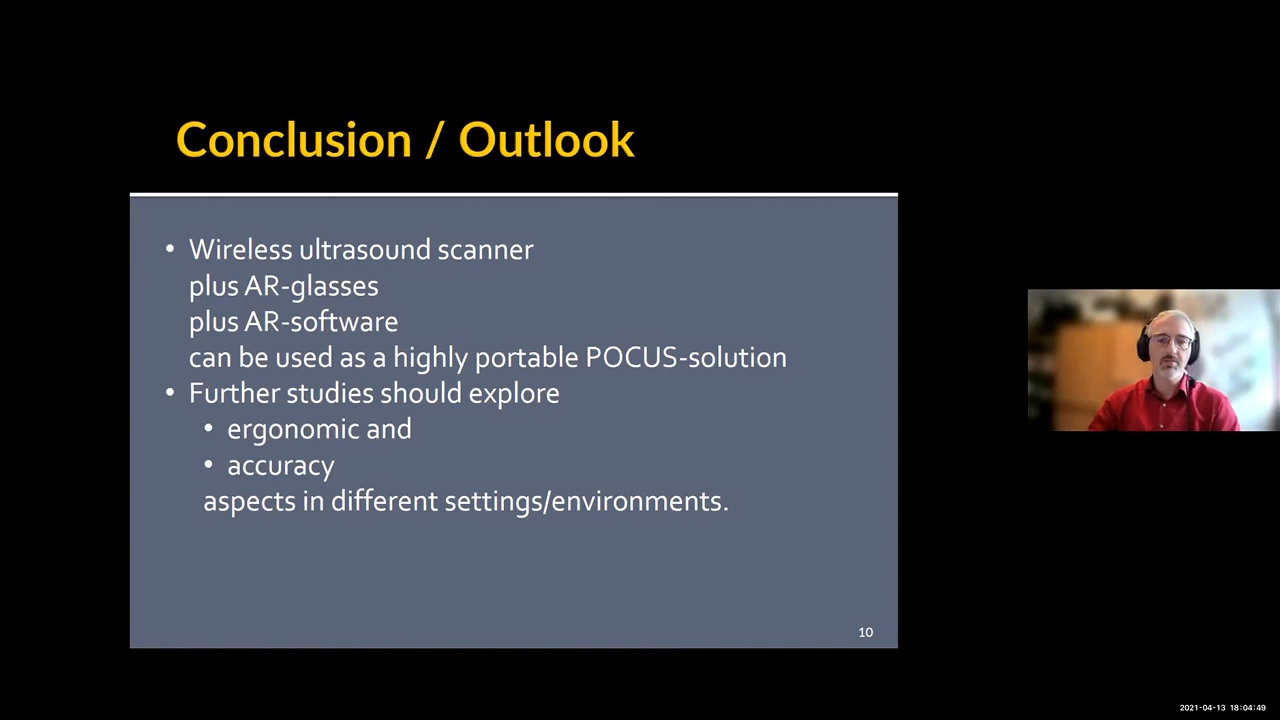 Conclusion / Outlook
• Wireless ultrasound scanner
plus AR-glasses
plus AR-software
can be used as a highly portable POCUS-solution
• Further studies should explore
• ergonomic and
• accuracy
aspects in different settings/environments.
10
2021-04-13 18:04:49